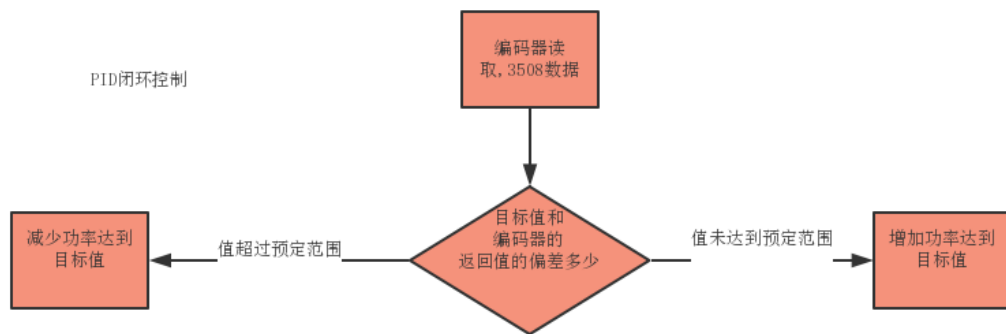 编码器读
取,3508数据
PID闭环控制
目标值和
编码器的
返回值的偏差多少
值超过预定范围
值未达到预定范围
减少功率达到
目标值
增加功率达到
目标值